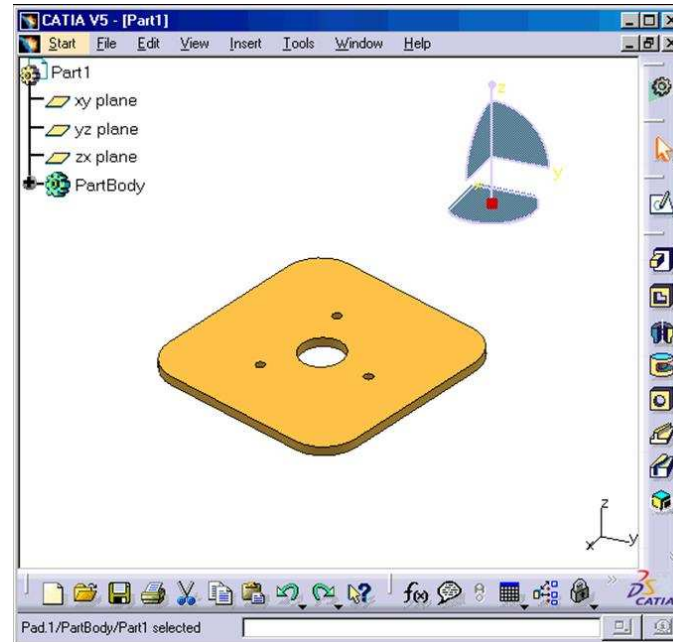 CATIA V5 - [Part1]
Start File Edit View Insert Tools Window Help
Part1
xy plane
yz plane
zx plane
PartBody
z
y
x
z
x
y
f(x)
CATIA
Pad.1/PartBody/Part1 selected